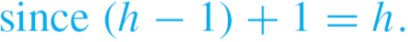 since (h − 1) + 1 = h.